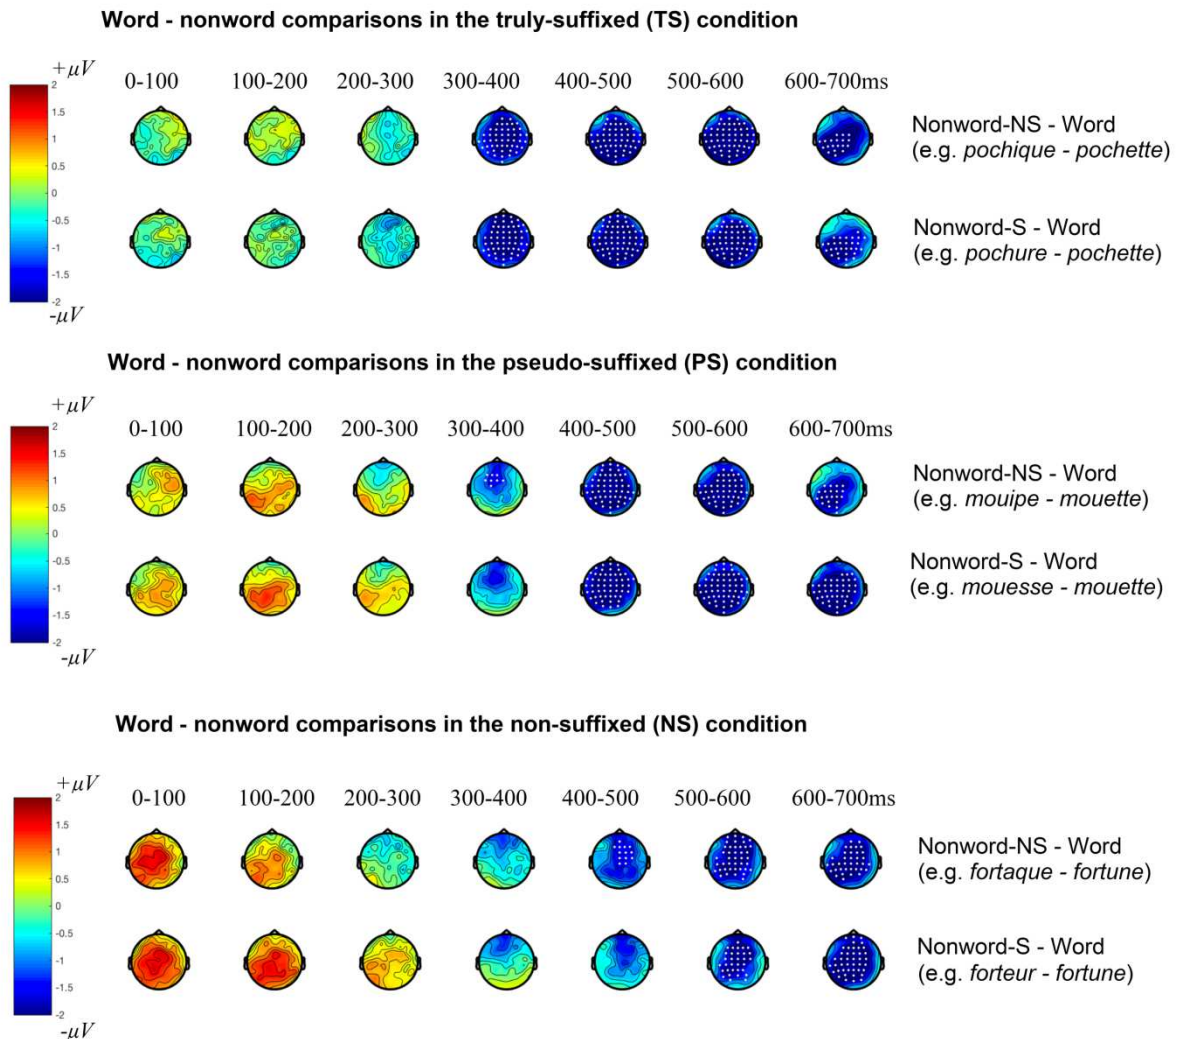 Word - nonword comparisons in the truly-suffixed (TS) condition
+μV
0-100 100-200 200-300 300-400 400-500 500-600 600-700ms
2
1.5
1
0.5
0
-0.5
-1
-1.5
-2
-μV
Nonword-NS - Word
(e.g. pochique - pochette)
Nonword-S - Word
(e.g. pochure - pochette)
Word - nonword comparisons in the pseudo-suffixed (PS) condition
+μV
0-100 100-200 200-300 300-400 400-500 500-600 600-700ms
2
1.5
1
0.5
0
-0.5
-1
-1.5
-2
-μV
Nonword-NS - Word
(e.g. mouipe - mouette)
Nonword-S - Word
(e.g. mouesse - mouette)
Word - nonword comparisons in the non-suffixed (NS) condition
+μV
0-100 100-200 200-300 300-400 400-500 500-600 600-700ms
2
1.5
1
0.5
0
-0.5
-1
-1.5
-2
-μV
Nonword-NS - Word
(e.g. fortaque - fortune)
Nonword-S - Word
(e.g. forteur - fortune)